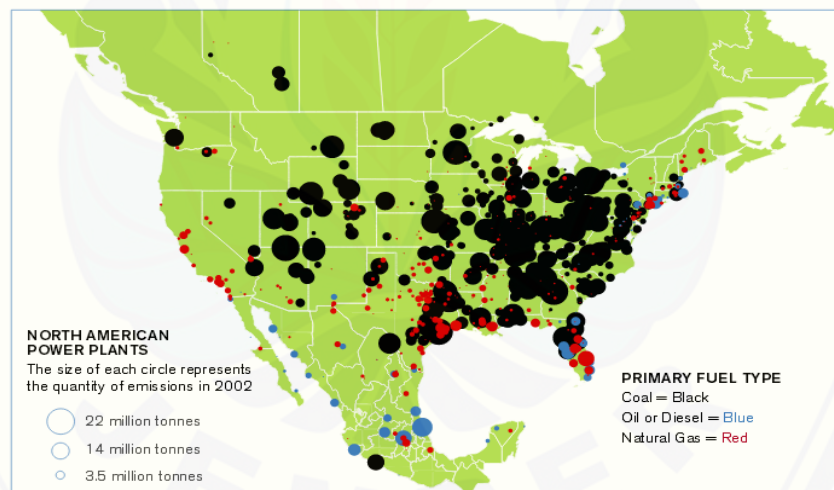 NORTH AMERICAN
POWER PLANTS
The size of each circle represents
the quantity of emissions in 2002
22 million tonnes
14 million tonnes
3.5 million tonnes
PRIMARY FUEL TYPE
Coal = Black
Oil or Diesel = Blue
Natural Gas = Red